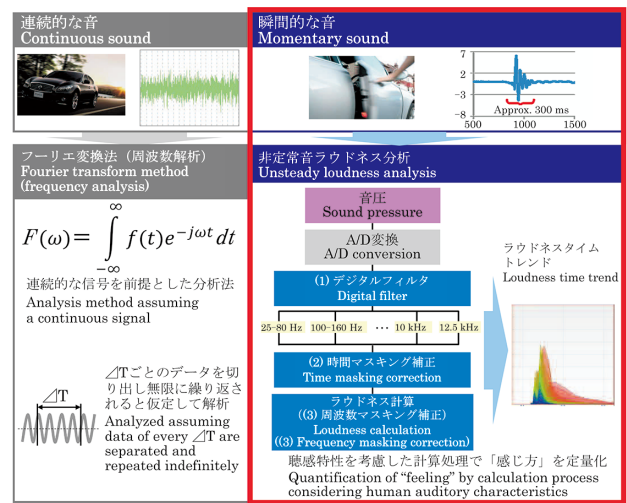 連続的な音
Continuous sound
瞬間的な音
Momentary sound
7
2
−3
−8
Approx. 300 ms
500
1000
1500
フーリエ変換法（周波数解析）
Fourier transform method
(frequency analysis)
F(ω)= ∫_{−∞}^{∞} f(t)e^{−jωt}dt
連続的な信号を前提とした分析法
Analysis method assuming
a continuous signal
⊿T
⊿Tごとのデータを切
り出し無限に繰り返さ
れると仮定して解析
Analyzed assuming
data of every ⊿T are
separated and
repeated indefinitely
非定常音ラウドネス分析
Unsteady loudness analysis
音圧
Sound pressure
A/D変換
A/D conversion
(1) デジタルフィルタ
Digital filter
25–80 Hz
100–160 Hz
⋯
10 kHz
12.5 kHz
(2) 時間マスキング補正
Time masking correction
ラウドネス計算
((3) 周波数マスキング補正)
Loudness calculation
((3) Frequency masking correction)
ラウドネスタイム
トレンド
Loudness time trend
聴感特性を考慮した計算処理で「感じ方」を定量化
Quantification of “feeling” by calculation process
considering human auditory characteristics